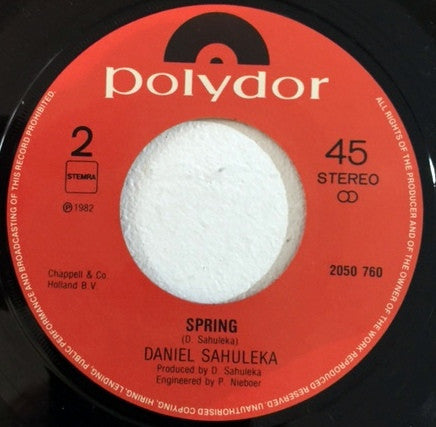 polydor
2
STEMRA
℗ 1982
45
STEREO
Chappell & Co.
Holland B.V.
2050 760
SPRING
(D. Sahuleka)
DANIEL SAHULEKA
Produced by D. Sahuleka
Engineered by P. Nieboer
ALL RIGHTS OF THE PRODUCER AND OF THE OWNER OF THE WORK REPRODUCED RESERVED. UNAUTHORISED COPYING, HIRING, LENDING, PUBLIC PERFORMANCE AND BROADCASTING OF THIS RECORD PROHIBITED.